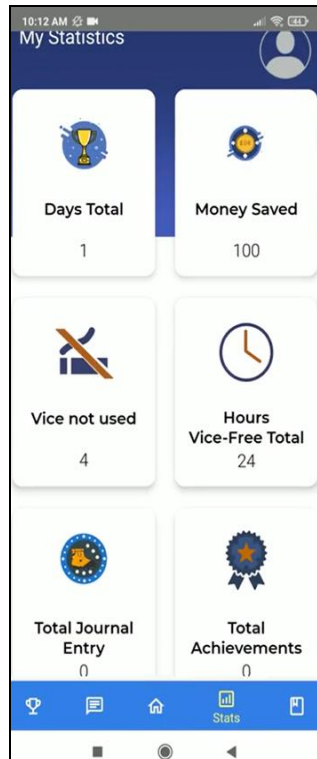 10:12 AM
My Statistics
Days Total
1
Money Saved
100
Vice not used
4
Hours
Vice-Free Total
24
Total Journal
Entry
0
Total
Achievements
0
Stats